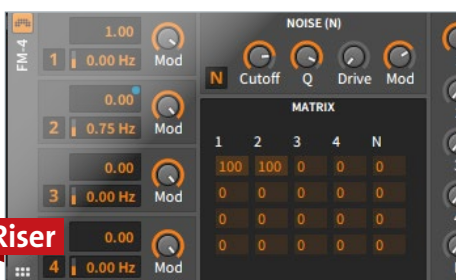 FM-4
1.00
1 0.00 Hz Mod
0.00
2 0.75 Hz Mod
0.00
3 0.00 Hz Mod
Riser
0.00
4 0.00 Hz Mod
NOISE (N)
N Cutoff Q Drive Mod
MATRIX
1 2 3 4 N
100 100 0 0 0
0 0 0 0 0
0 0 0 0 0
0 0 0 0 0